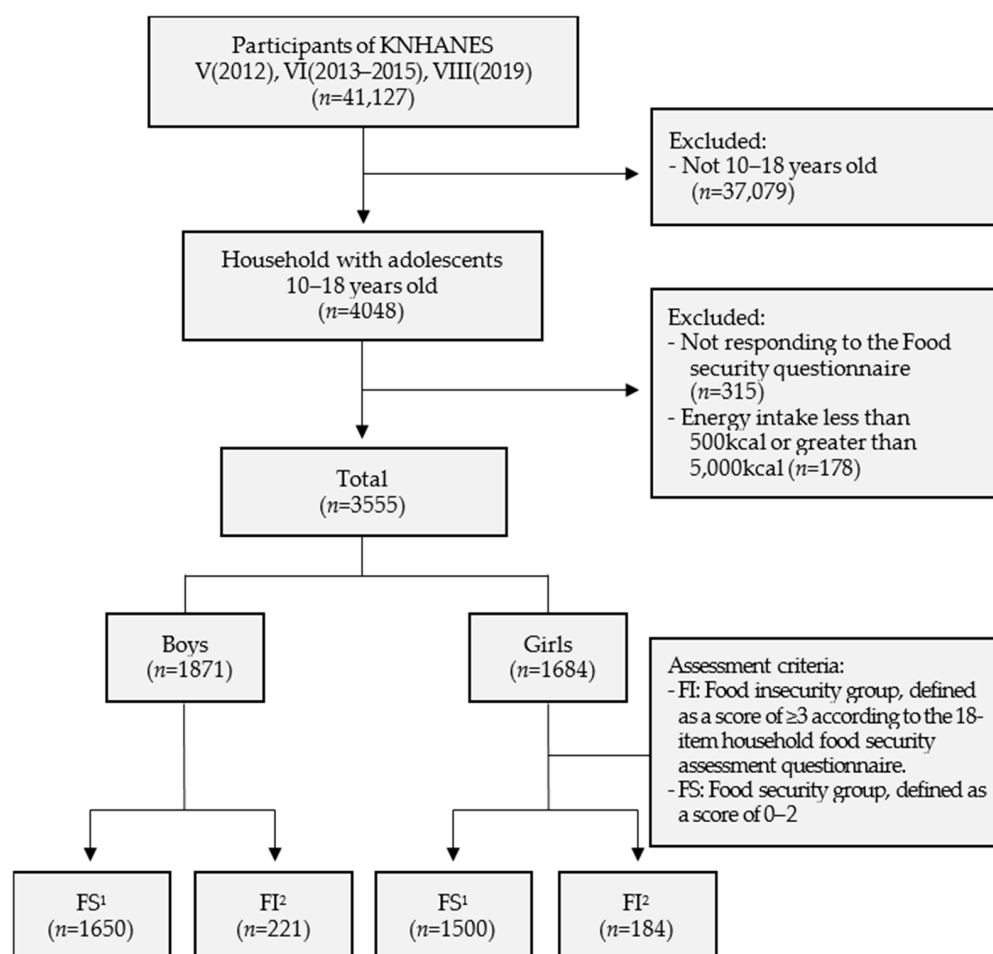 Participants of KNHANES
V(2012), VI(2013–2015), VIII(2019)
(n=41,127)
Excluded:
- Not 10–18 years old
(n=37,079)
Household with adolescents
10–18 years old
(n=4048)
Excluded:
- Not responding to the Food
security questionnaire
(n=315)
- Energy intake less than
500kcal or greater than
5,000kcal (n=178)
Total
(n=3555)
Boys
(n=1871)
Girls
(n=1684)
Assessment criteria:
- FI: Food insecurity group, defined
as a score of ≥3 according to the 18-
item household food security
assessment questionnaire.
- FS: Food security group, defined as
a score of 0–2
FS¹
(n=1650)
FI²
(n=221)
FS¹
(n=1500)
FI²
(n=184)